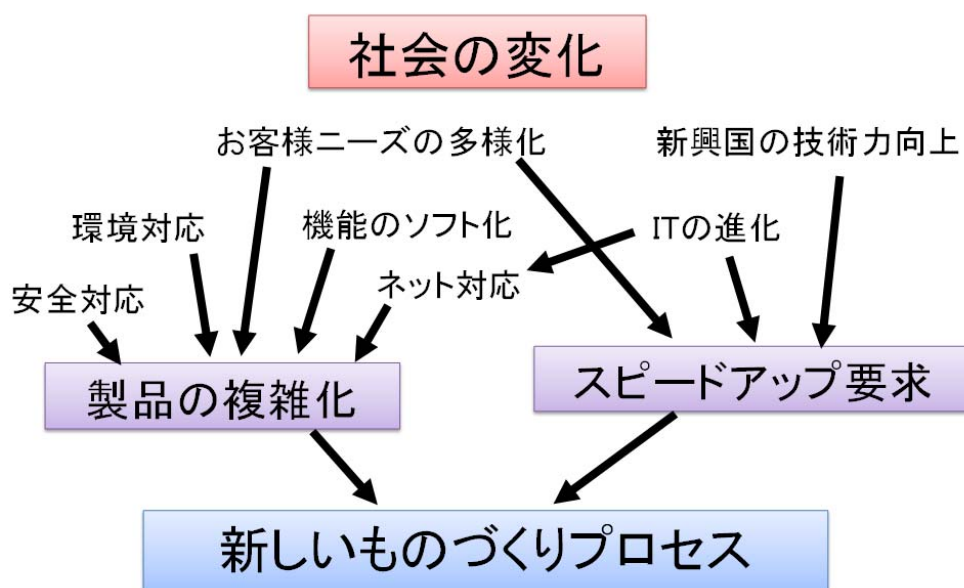 社会の変化
お客様ニーズの多様化
新興国の技術力向上
環境対応
機能のソフト化
ITの進化
安全対応
ネット対応
製品の複雑化
スピードアップ要求
新しいものづくりプロセス